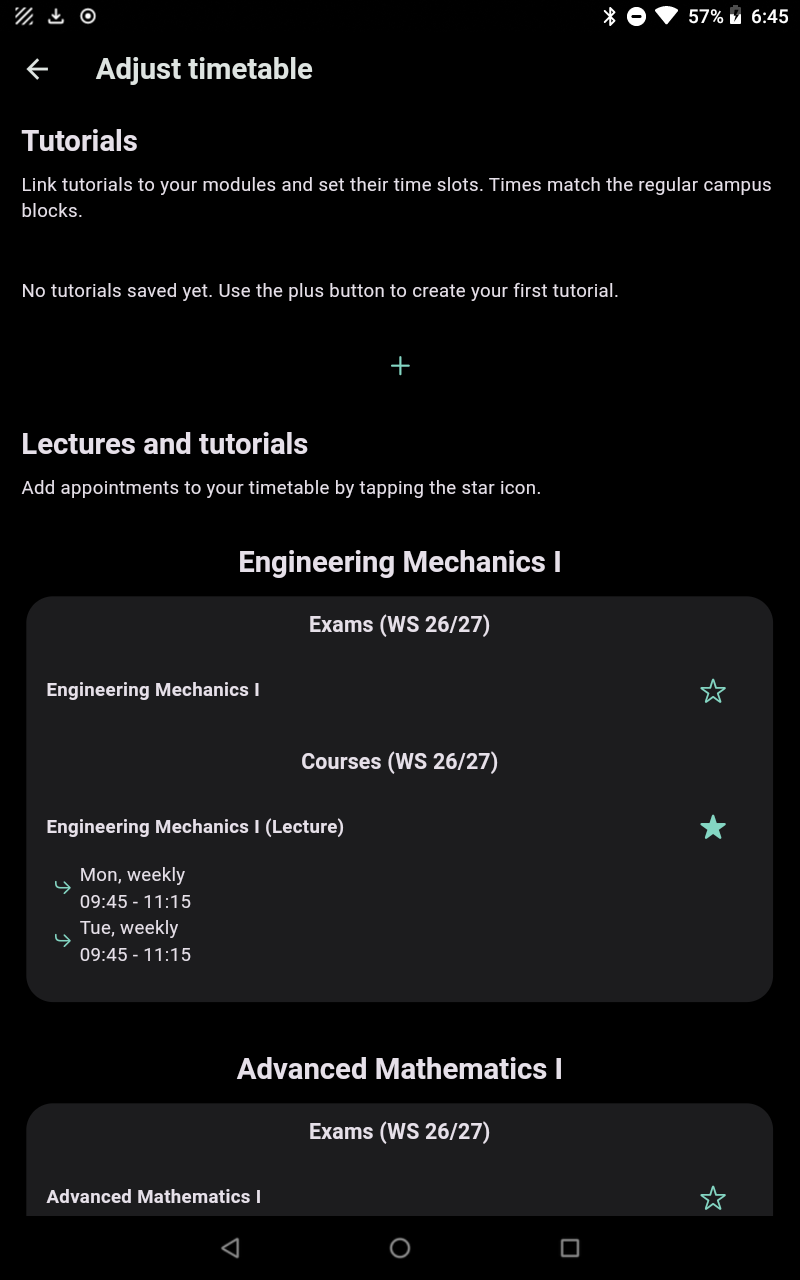 57% 6:45
Adjust timetable
Tutorials
Link tutorials to your modules and set their time slots. Times match the regular campus
blocks.
No tutorials saved yet. Use the plus button to create your first tutorial.
Lectures and tutorials
Add appointments to your timetable by tapping the star icon.
Engineering Mechanics I
Exams (WS 26/27)
Engineering Mechanics I
Courses (WS 26/27)
Engineering Mechanics I (Lecture)
Mon, weekly
09:45 - 11:15
Tue, weekly
09:45 - 11:15
Advanced Mathematics I
Exams (WS 26/27)
Advanced Mathematics I